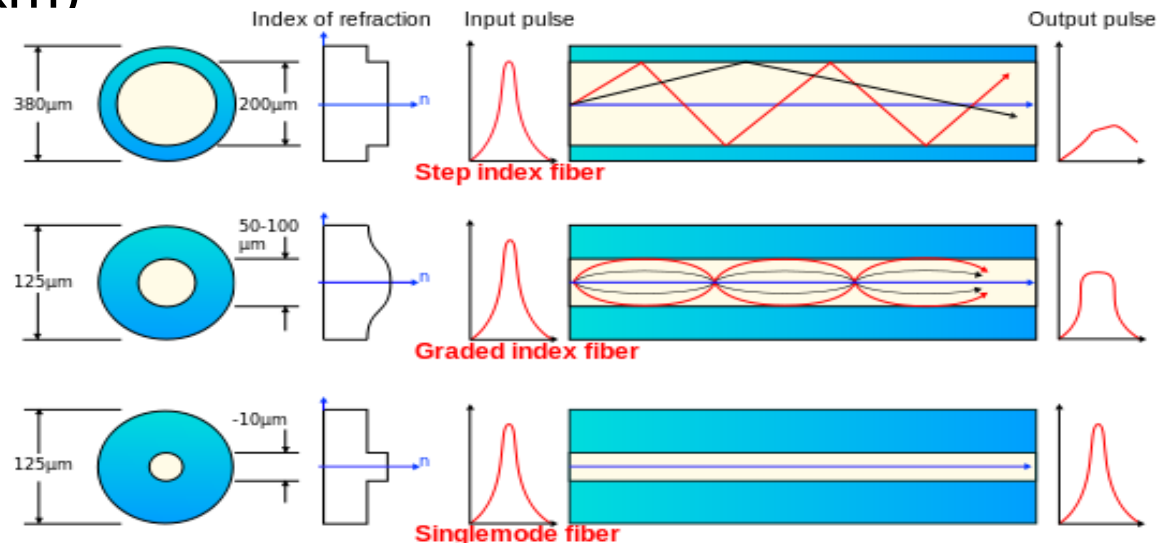 km)
Index of refraction Input pulse Output pulse
380µm 200µm n
Step index fiber
50-100
µm
125µm n
Graded index fiber
-10µm
125µm n
Singlemode fiber